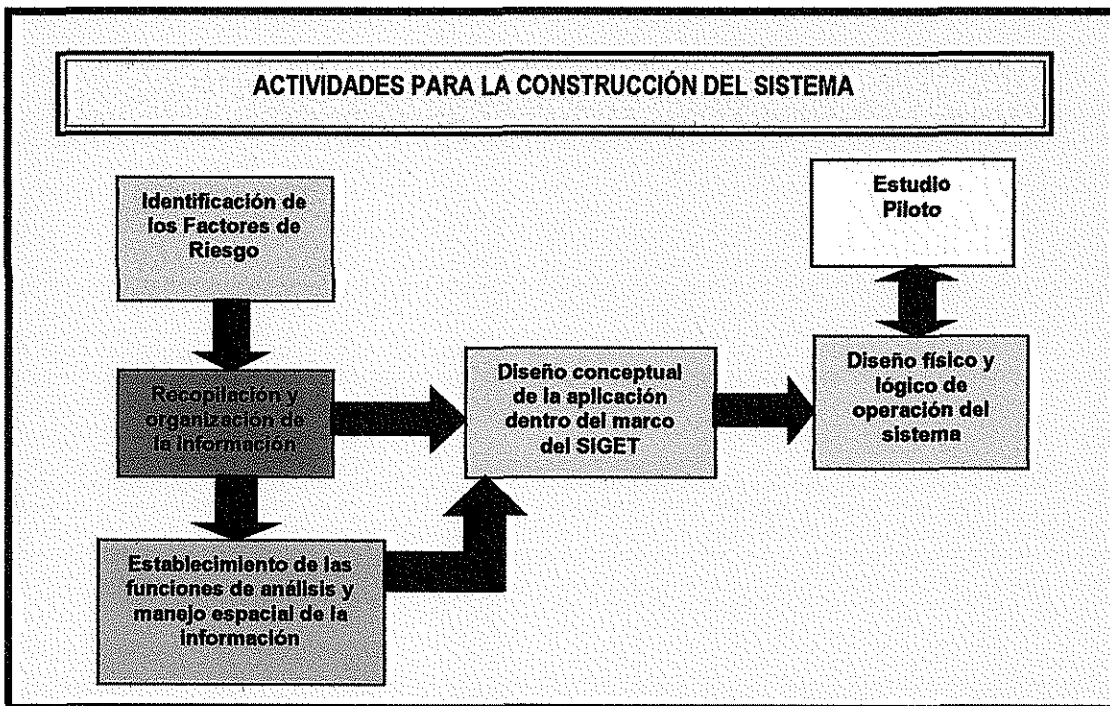 ACTIVIDADES PARA LA CONSTRUCCIÓN DEL SISTEMA
Identificación de
los Factores de
Riesgo
Recopilación y
organización de
la información
Establecimiento de las
funciones de análisis y
manejo espacial de la
información
Diseño conceptual
de la aplicación
dentro del marco
del SIGET
Estudio
Piloto
Diseño físico y
lógico de
operación del
sistema